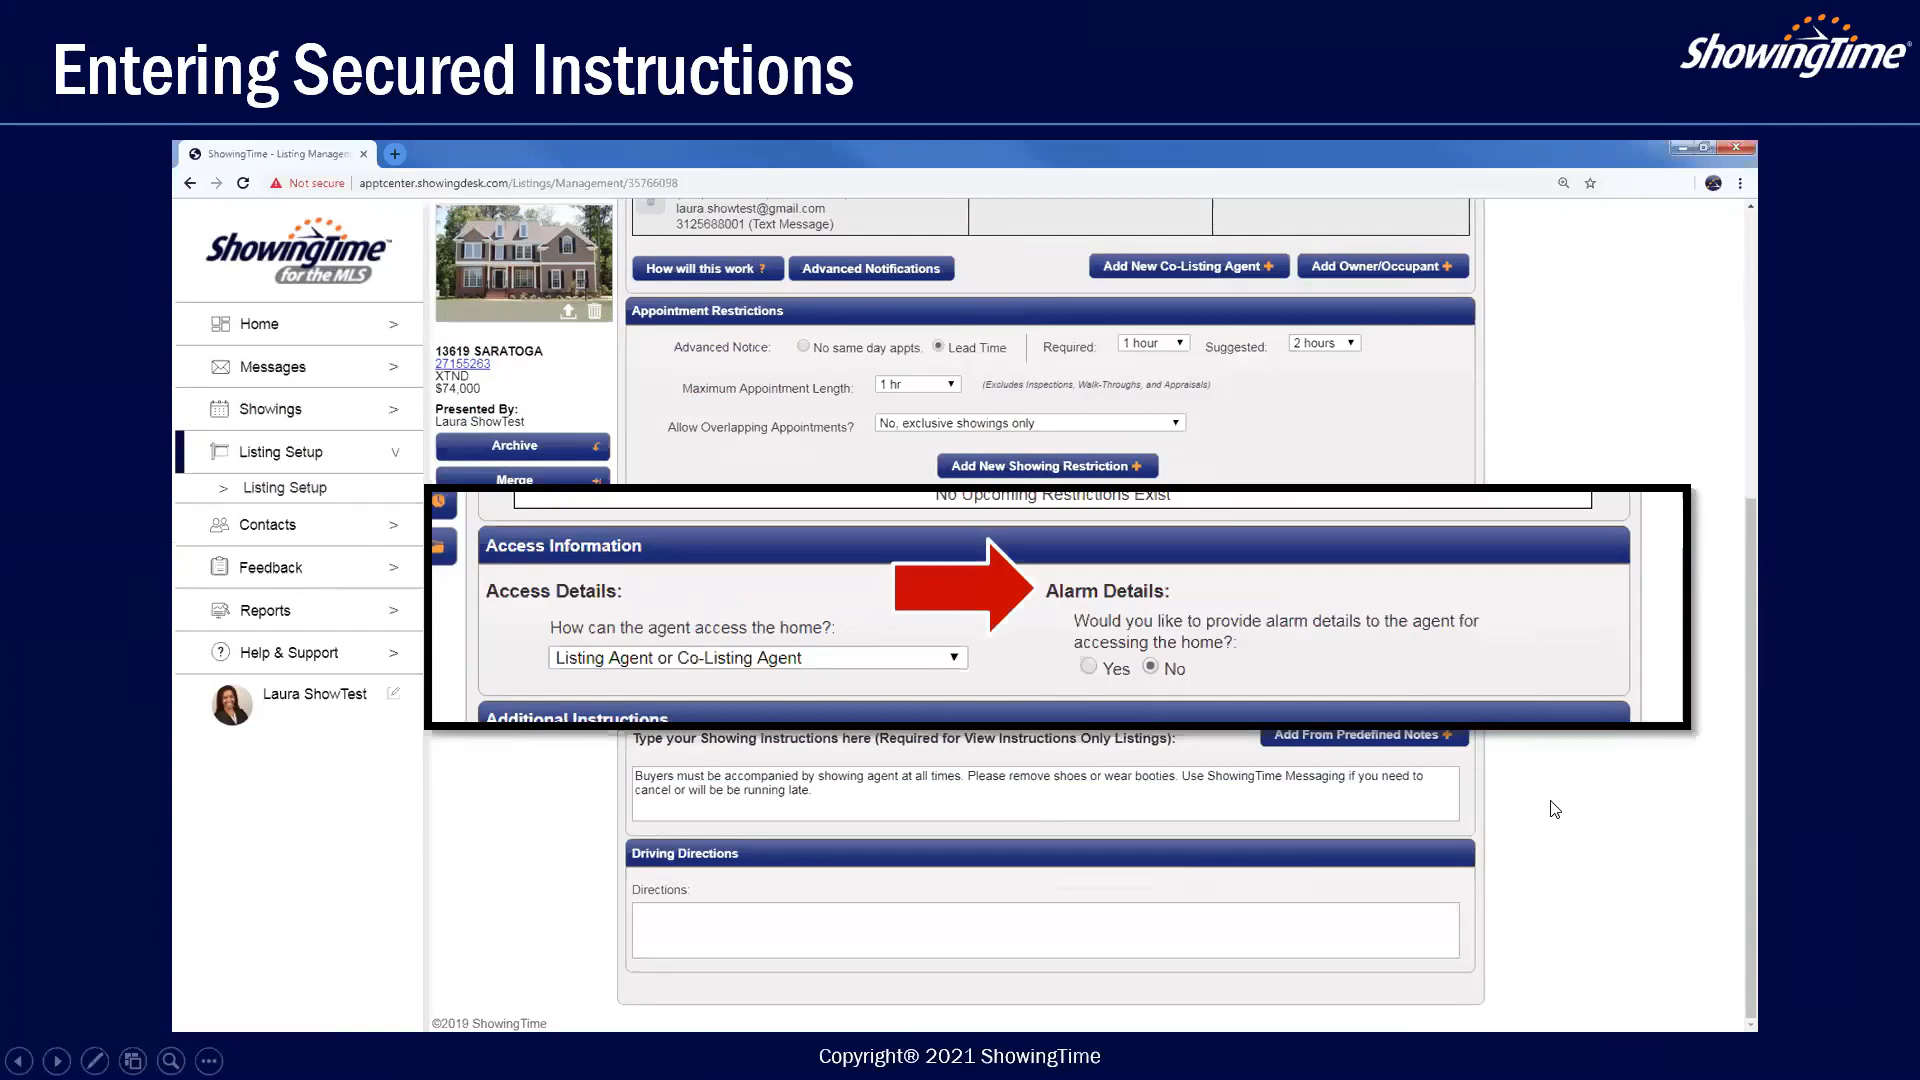 Entering Secured Instructions
ShowingTime
ShowingTime - Listing Managem
Not secure
apptcenter.showingdesk.com/Listings/Management/35766098
ShowingTime
for the MLS
Home >
Messages >
Showings >
Listing Setup
> Listing Setup
Contacts >
Feedback >
Reports >
Help & Support >
Laura ShowTest
13619 SARATOGA
27155263
XTND
$74,000
Presented By:
Laura ShowTest
Archive
Merge
laura.showtest@gmail.com
3125688001 (Text Message)
How will this work ?
Advanced Notifications
Add New Co-Listing Agent +
Add Owner/Occupant +
Appointment Restrictions
Advanced Notice: No same day appts. Lead Time Required: 1 hour Suggested: 2 hours
Maximum Appointment Length: 1 hr (Excludes Inspections, Walk-Throughs, and Appraisals)
Allow Overlapping Appointments? No, exclusive showings only
Add New Showing Restriction +
No Upcoming Restrictions Exist
Access Information
Access Details:
How can the agent access the home?:
Listing Agent or Co-Listing Agent
Alarm Details:
Would you like to provide alarm details to the agent for
accessing the home?:
Yes No
Additional Instructions
Type your Showing Instructions here (Required for View Instructions Only Listings):
Add From Predefined Notes +
Buyers must be accompanied by showing agent at all times. Please remove shoes or wear booties. Use ShowingTime Messaging if you need to
cancel or will be be running late.
Driving Directions
Directions:
©2019 ShowingTime
Copyright® 2021 ShowingTime